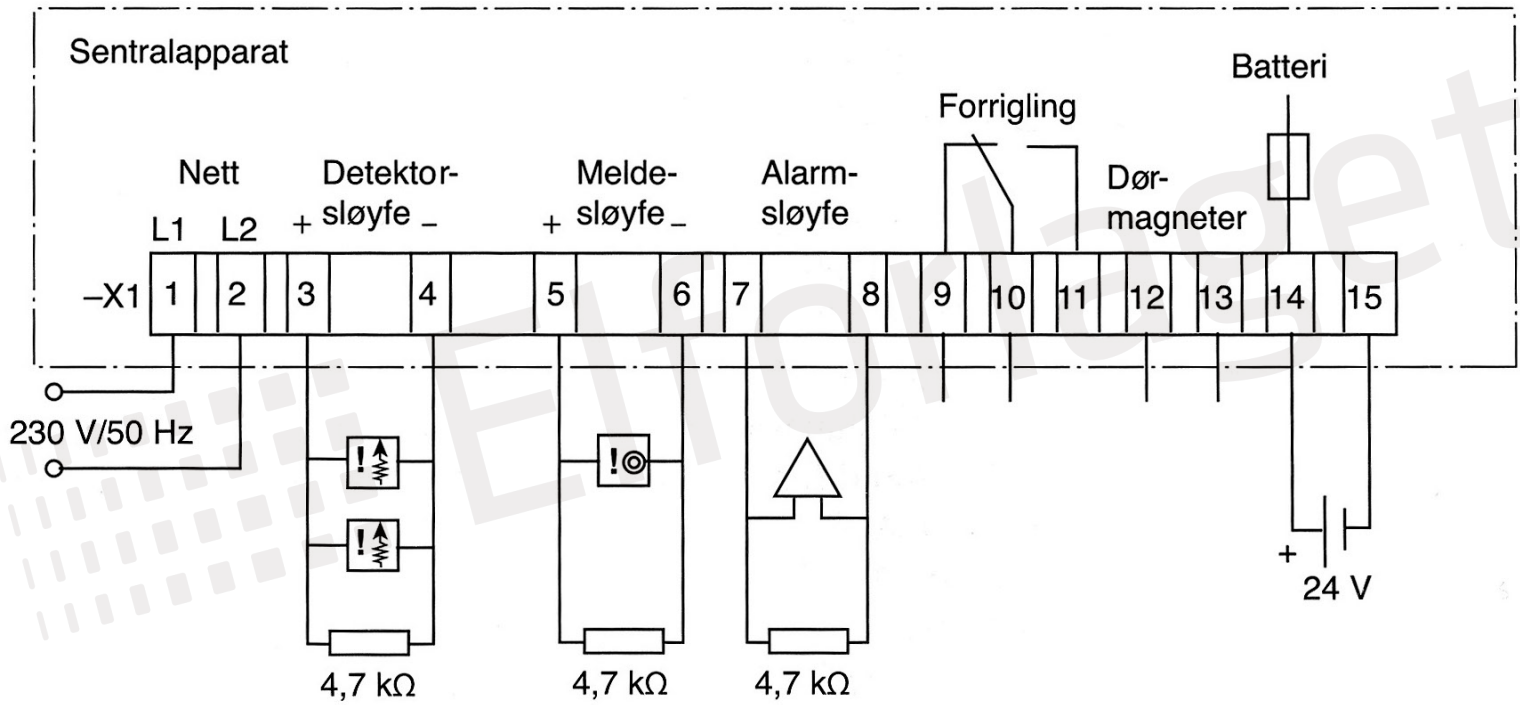 Sentralapparat
Batteri
Forrigling
Nett
Detektor-
sløyfe
Melde-
sløyfe
Alarm-
sløyfe
Dør-
magneter
L1 L2 + – + –
–X1 1 2 3 4 5 6 7 8 9 10 11 12 13 14 15
230 V/50 Hz
! ! !
+
24 V
4,7 kΩ 4,7 kΩ 4,7 kΩ
Elforlaget